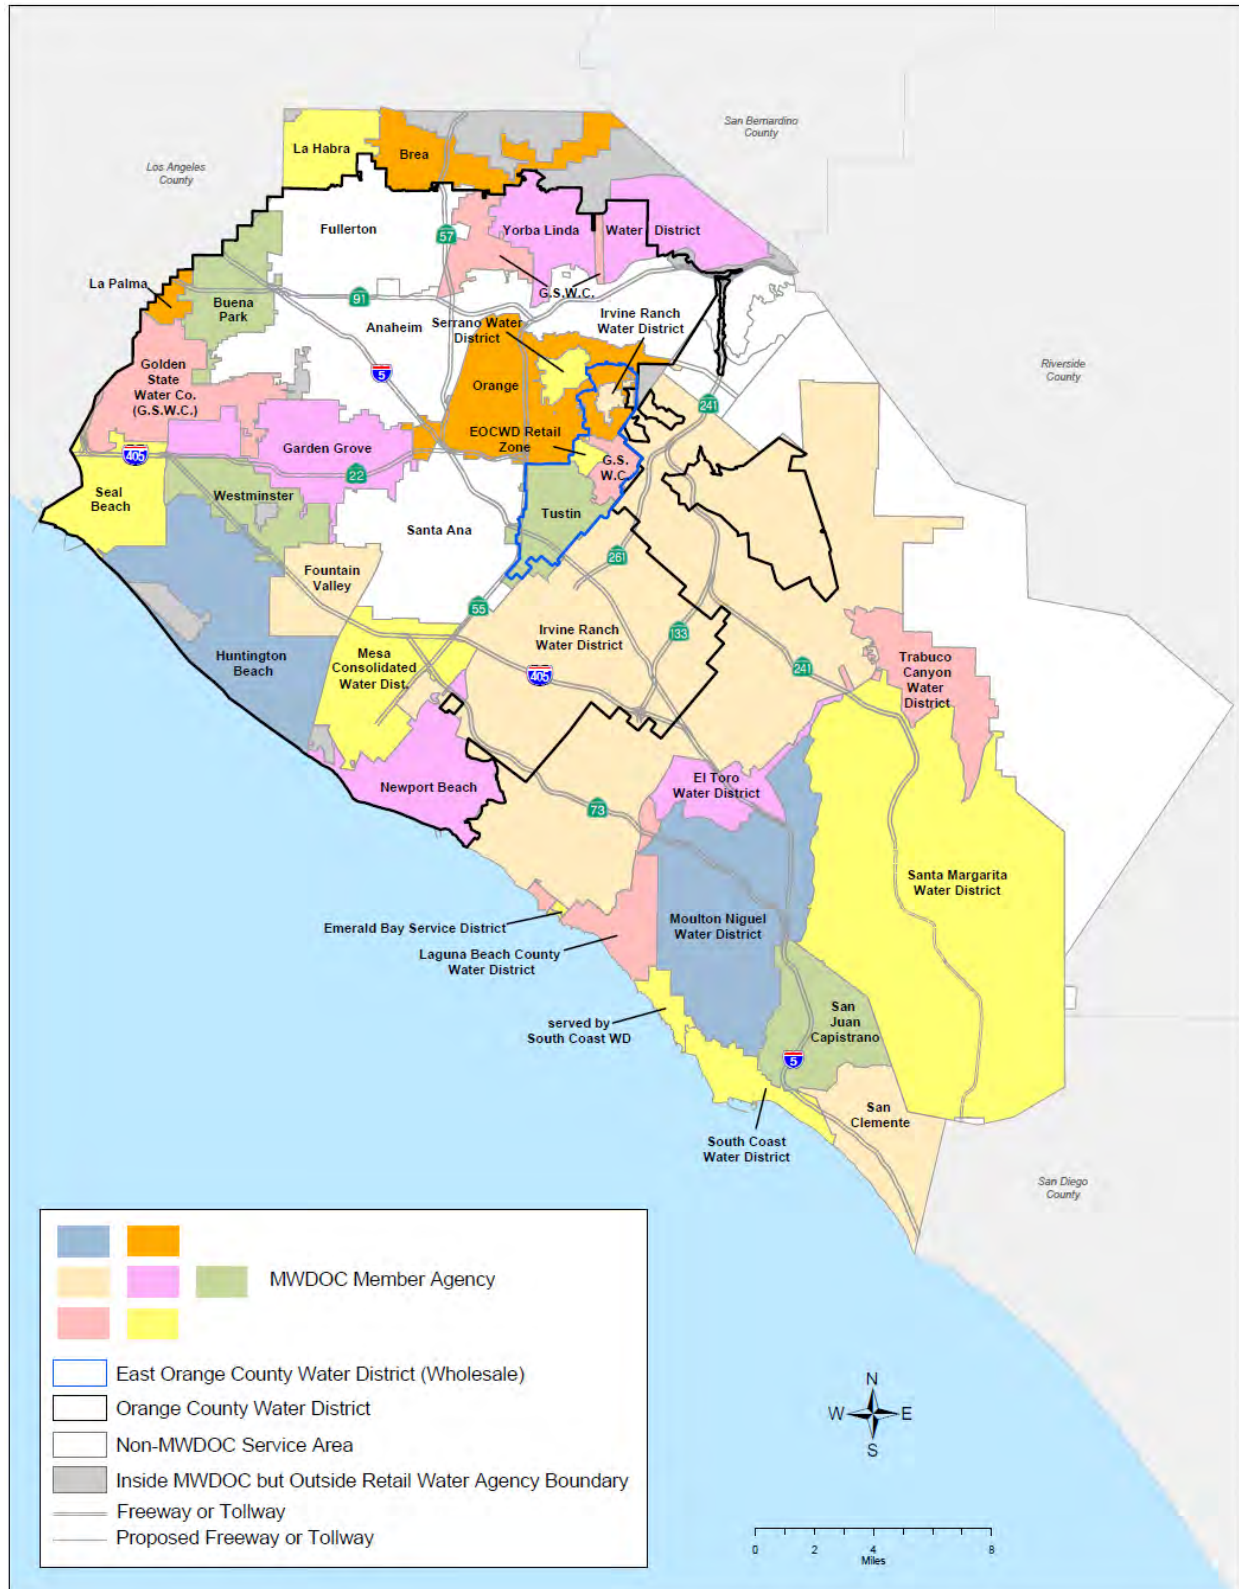 San Bernardino
County
Los Angeles
County
La Habra
Brea
Fullerton
57
Yorba Linda
Water
District
La Palma
G.S.W.C.
91
Buena
Park
Anaheim
Serrano Water
District
Irvine Ranch
Water District
Riverside
County
Golden
State
Water Co.
(G.S.W.C.)
5
Orange
241
EOCWD Retail
Zone
Garden Grove
405
22
G.S.
W.C.
Seal
Beach
Westminster
Tustin
Santa Ana
261
Fountain
Valley
55
Irvine Ranch
Water District
133
Huntington
Beach
Mesa
Consolidated
Water Dist.
405
241
Trabuco
Canyon
Water
District
Newport Beach
El Toro
Water District
73
Santa Margarita
Water District
Emerald Bay Service District
Moulton Niguel
Water District
Laguna Beach County
Water District
served by
South Coast WD
San
Juan
Capistrano
5
San
Clemente
South Coast
Water District
San Diego
County
MWDOC Member Agency
East Orange County Water District (Wholesale)
Orange County Water District
Non-MWDOC Service Area
Inside MWDOC but Outside Retail Water Agency Boundary
Freeway or Tollway
Proposed Freeway or Tollway
N
W E
S
0 2 4 8
Miles